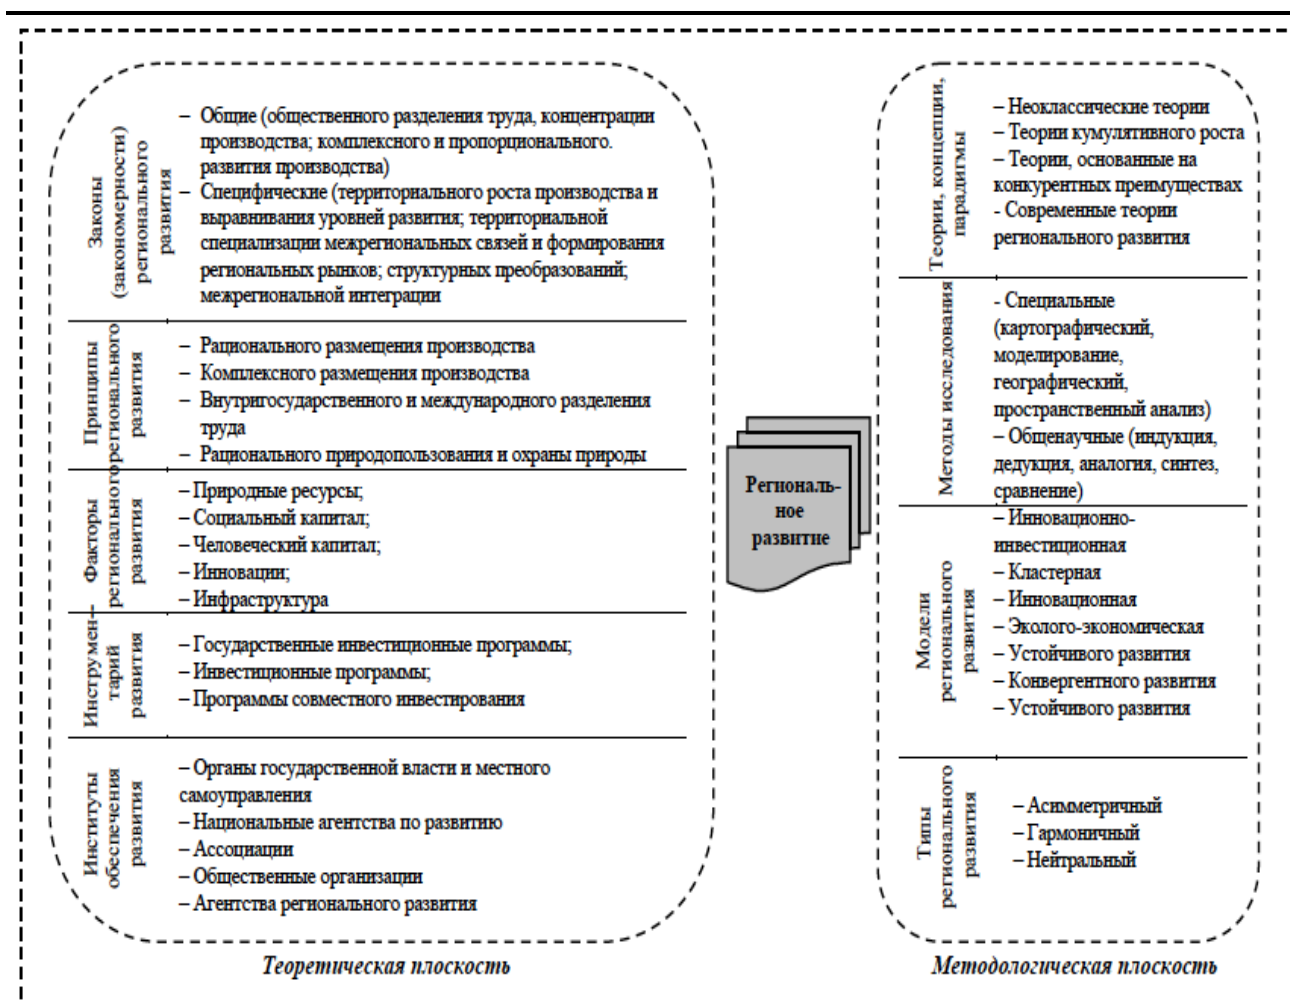 Законы
(закономерности)
регионального
развития
– Общие (общественного разделения труда, концентрации
производства; комплексного и пропорционального.
развития производства)
– Специфические (территориального роста производства и
выравнивания уровней развития; территориальной
специализации межрегиональных связей и формирования
региональных рынков; структурных преобразований;
межрегиональной интеграции
Принципы
регионального
развития
– Рационального размещения производства
– Комплексного размещения производства
– Внутригосударственного и международного разделения
труда
– Рационального природопользования и охраны природы
Факторы
регионального
развития
– Природные ресурсы;
– Социальный капитал;
– Человеческий капитал;
– Инновации;
– Инфраструктура
Инструмен-
тарий
развития
– Государственные инвестиционные программы;
– Инвестиционные программы;
– Программы совместного инвестирования
Институты
обеспечения
развития
– Органы государственной власти и местного
самоуправления
– Национальные агентства по развитию
– Ассоциации
– Общественные организации
– Агентства регионального развития
Теоретическая плоскость
Региональ-
ное
развитие
Теории, концепции,
парадигмы
– Неоклассические теории
– Теории кумулятивного роста
– Теории, основанные на
конкурентных преимуществах
- Современные теории
регионального развития
Методы исследования
- Специальные
(картографический,
моделирование,
географический,
пространственный анализ)
– Общенаучные (индукция,
дедукция, аналогия, синтез,
сравнение)
Модели
регионального
развития
– Инновационно-
инвестиционная
– Кластерная
– Инновационная
– Эколого-экономическая
– Устойчивого развития
– Конвергентного развития
– Устойчивого развития
Типы
регионального
развития
– Асимметричный
– Гармоничный
– Нейтральный
Методологическая плоскость